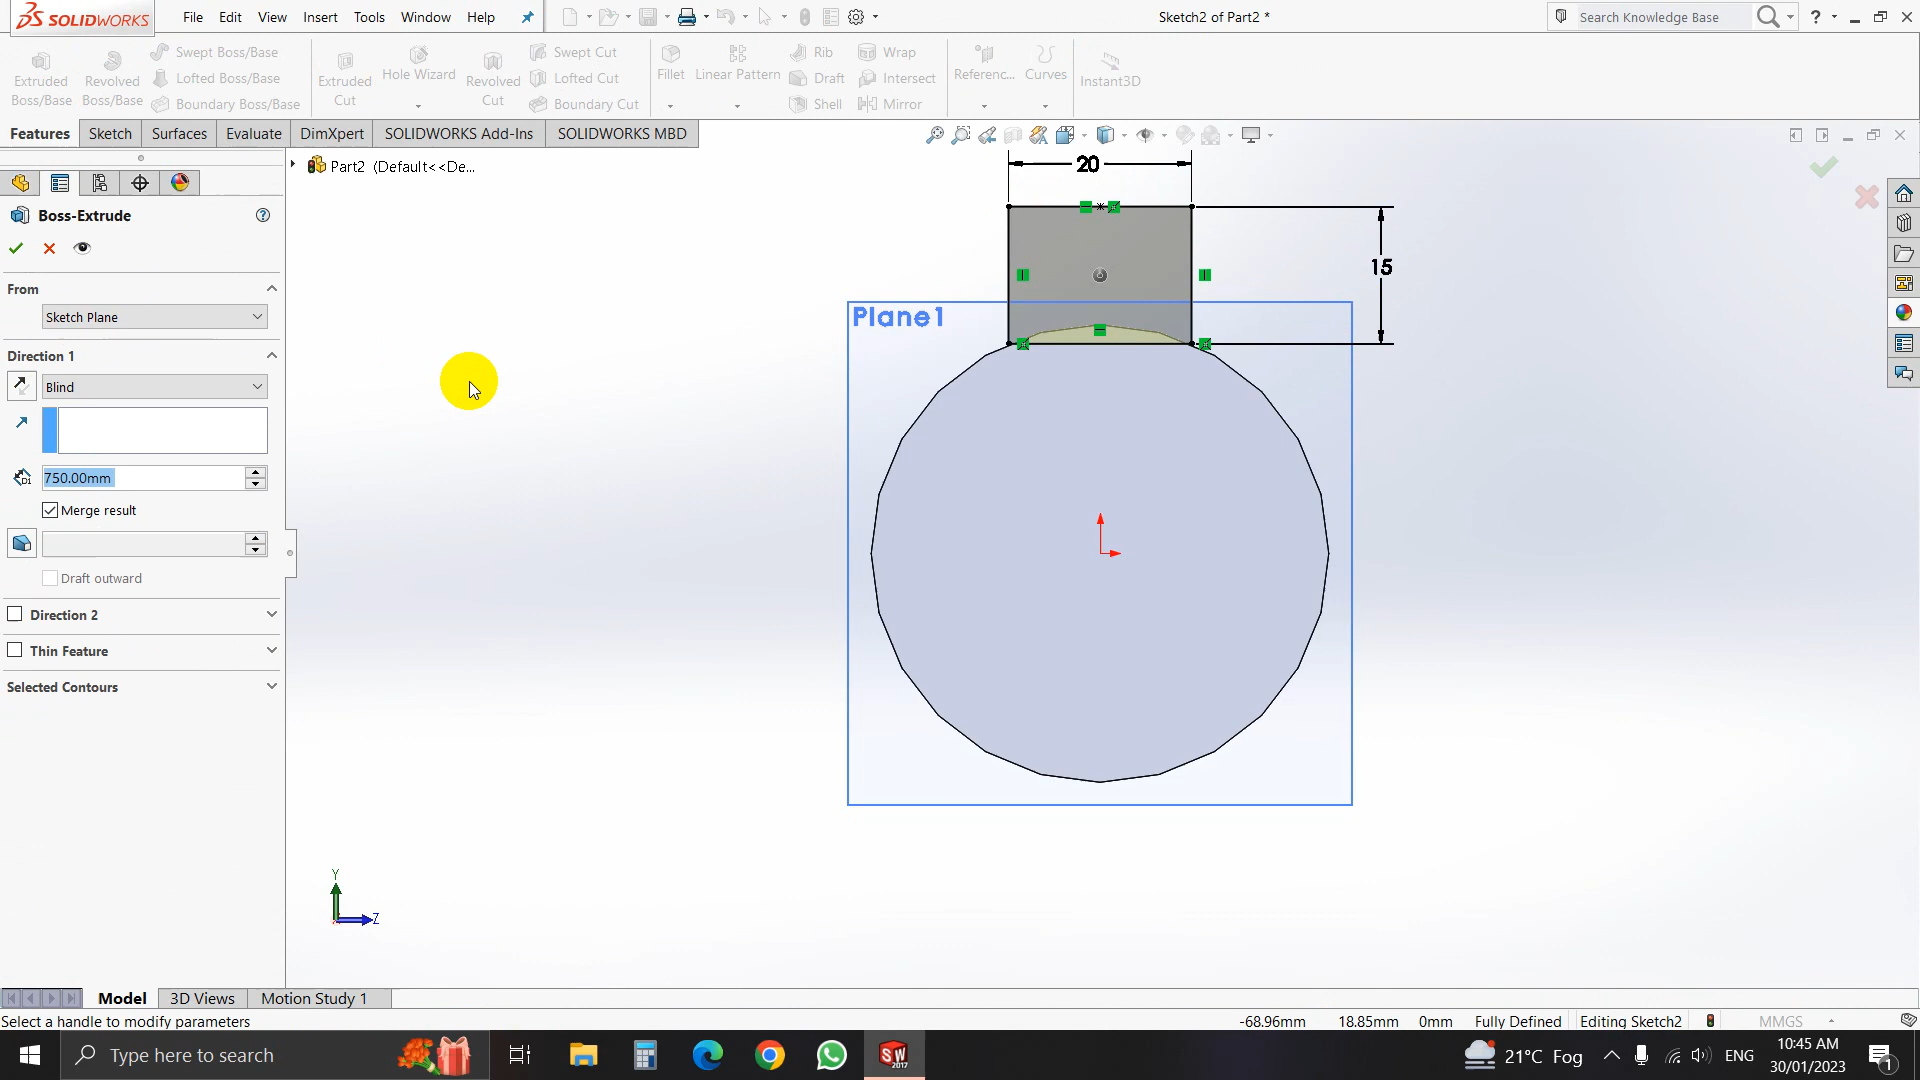 SOLIDWORKS
File Edit View Insert Tools Window Help
Sketch2 of Part2 *
Search Knowledge Base
Extruded Boss/Base
Revolved Boss/Base
Swept Boss/Base
Lofted Boss/Base
Boundary Boss/Base
Extruded Cut
Hole Wizard
Revolved Cut
Swept Cut
Lofted Cut
Boundary Cut
Fillet
Linear Pattern
Rib
Draft
Shell
Wrap
Intersect
Mirror
Referenc...
Curves
Instant3D
Features Sketch Surfaces Evaluate DimXpert SOLIDWORKS Add-Ins SOLIDWORKS MBD
Part2 (Default<<De...
Boss-Extrude
From
Sketch Plane
Direction 1
Blind
D1
750.00mm
Merge result
Draft outward
Direction 2
Thin Feature
Selected Contours
20
15
Plane1
Y
Z
Model 3D Views Motion Study 1
Select a handle to modify parameters
-68.96mm 18.85mm 0mm Fully Defined Editing Sketch2 MMGS
Type here to search
SW
2017
21°C Fog
ENG
10:45 AM
30/01/2023
1